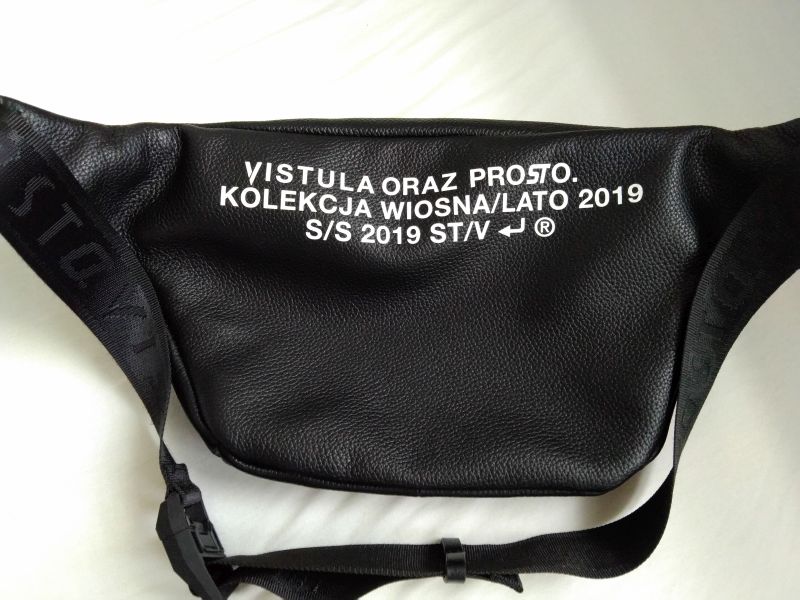 VISTULA ORAZ PROSTO.
KOLEKCJA WIOSNA/LATO 2019
S/S 2019 ST/V ↵ ®